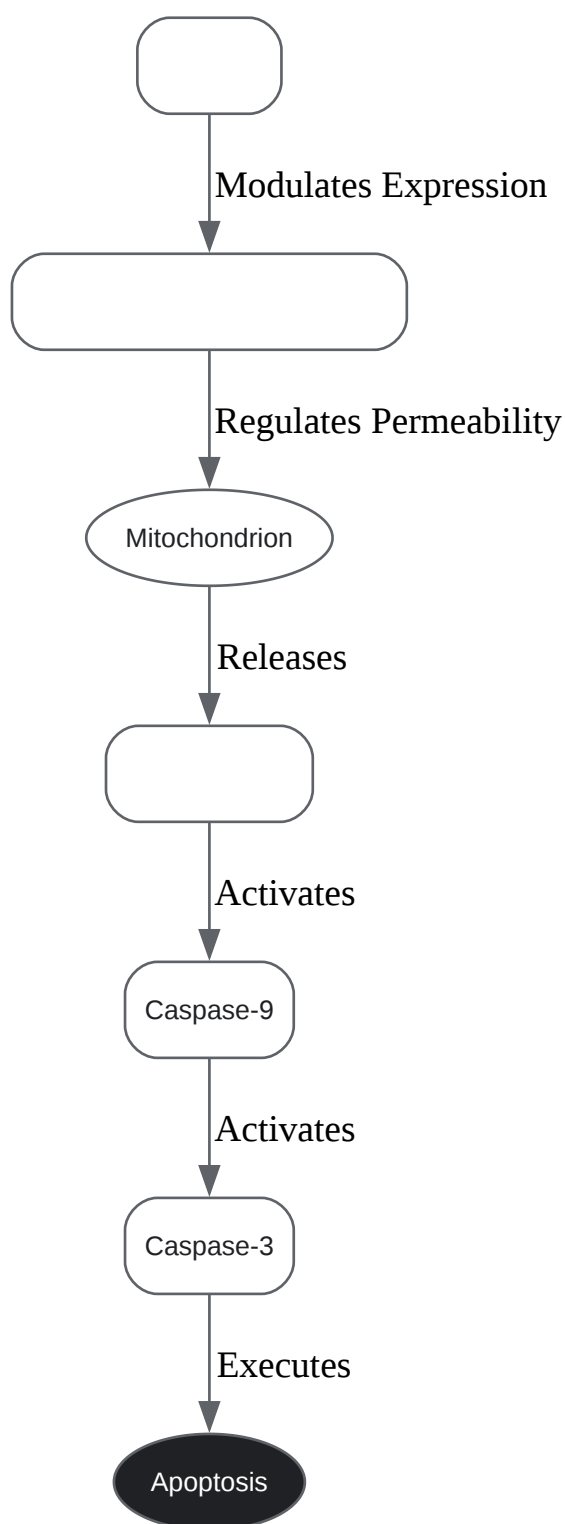 Modulates Expression
Regulates Permeability
Mitochondrion
Releases
Activates
Caspase-9
Activates
Caspase-3
Executes
Apoptosis